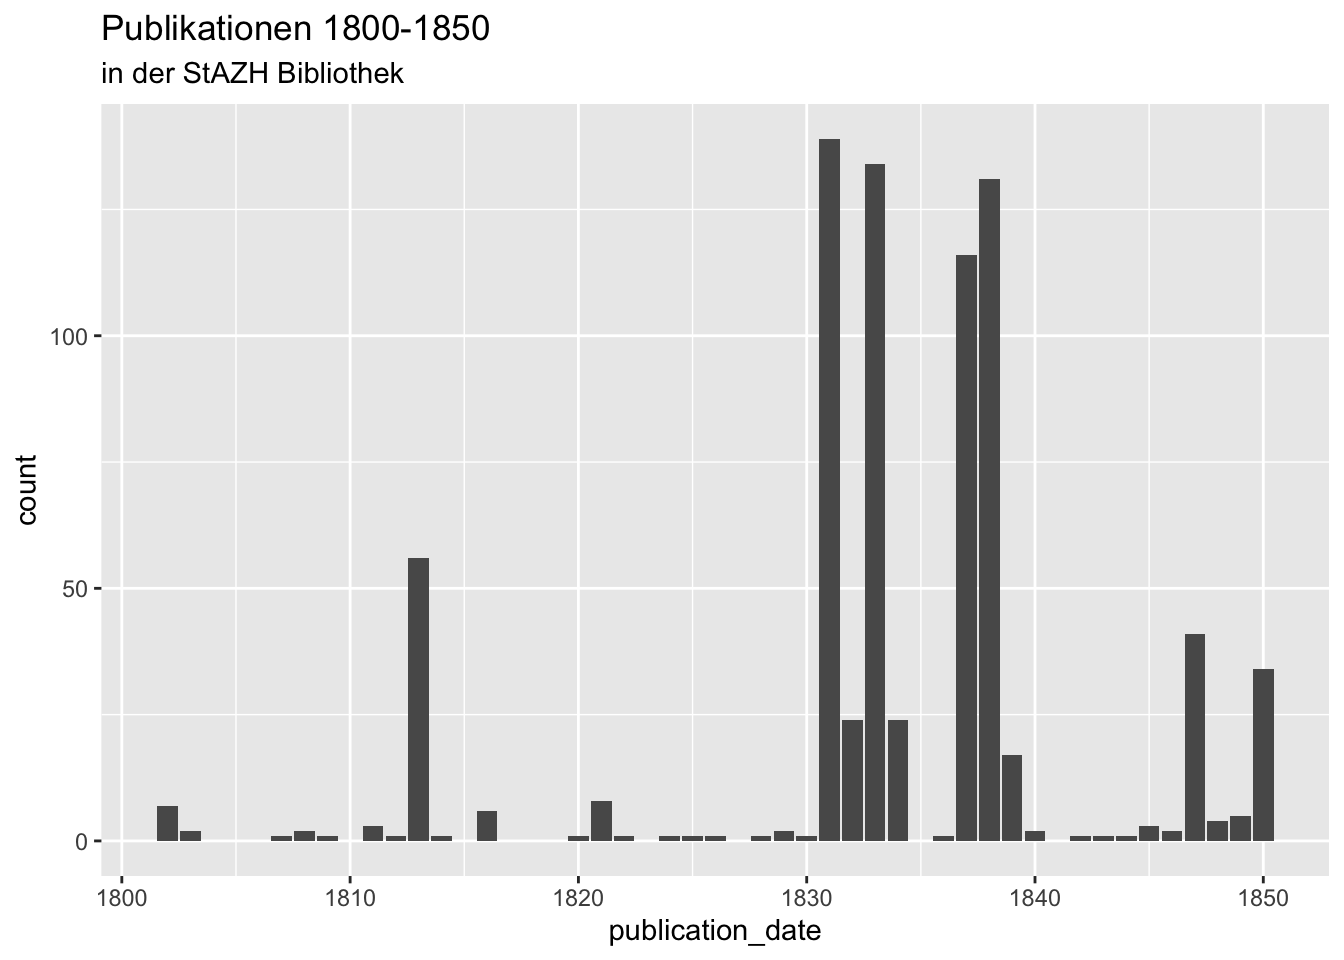 Publikationen 1800-1850
in der StAZH Bibliothek
count
100
50
0
1800 1810 1820 1830 1840 1850
publication_date